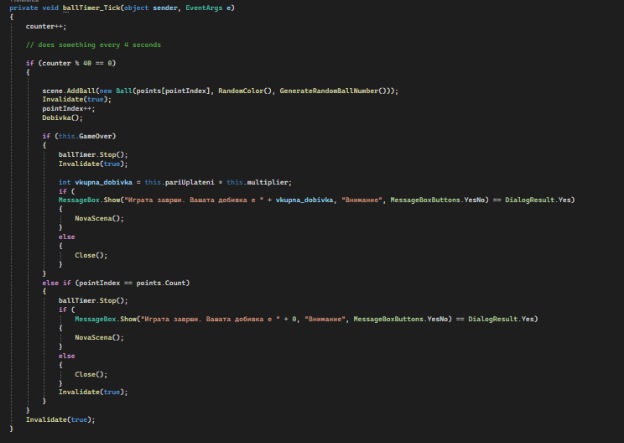 private void ballTimer_Tick(object sender, EventArgs e)
{
counter++;
// does something every 4 seconds
if (counter % 40 == 0)
{
scene.AddBall(new Ball(points[pointIndex], RandomColor(), GenerateRandomBallNumber()));
Invalidate(true);
pointIndex++;
Dobivka();
if (this.GameOver)
{
ballTimer.Stop();
Invalidate(true);
int vkupna_dobivka = this.pariUplateni * this.multiplier;
if (
MessageBox.Show("Играта заврши. Вашата добивка е " + vkupna_dobivka, "Внимание", MessageBoxButtons.YesNo) == DialogResult.Yes)
{
NovaScena();
}
else
{
Close();
}
}
else if (pointIndex == points.Count)
{
ballTimer.Stop();
if (
MessageBox.Show("Играта заврши. Вашата добивка е " + 0, "Внимание", MessageBoxButtons.YesNo) == DialogResult.Yes)
{
NovaScena();
}
else
{
Close();
}
Invalidate(true);
}
}
Invalidate(true);
}